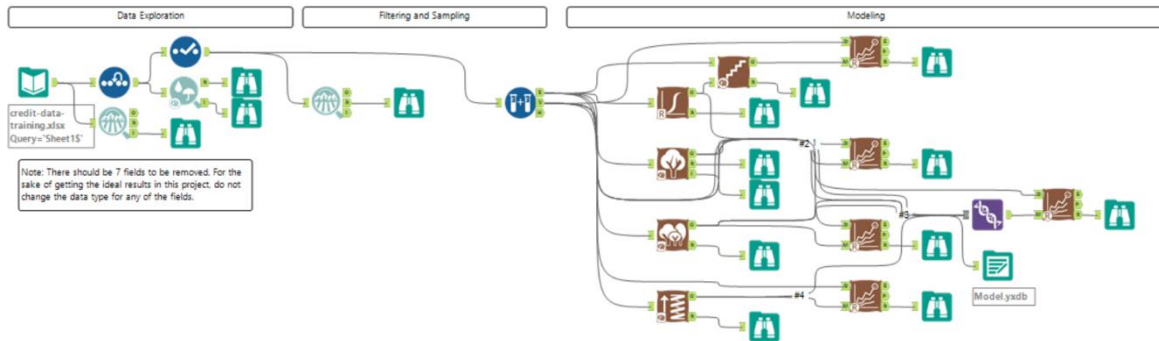 Data Exploration
Filtering and Sampling
Modeling
credit-data-
training.xlsx
Query=`Sheet1$`
Note: There should be 7 fields to be removed. For the
sake of getting the ideal results in this project, do not
change the data type for any of the fields.
#2
#3
#4
Model.yxdb